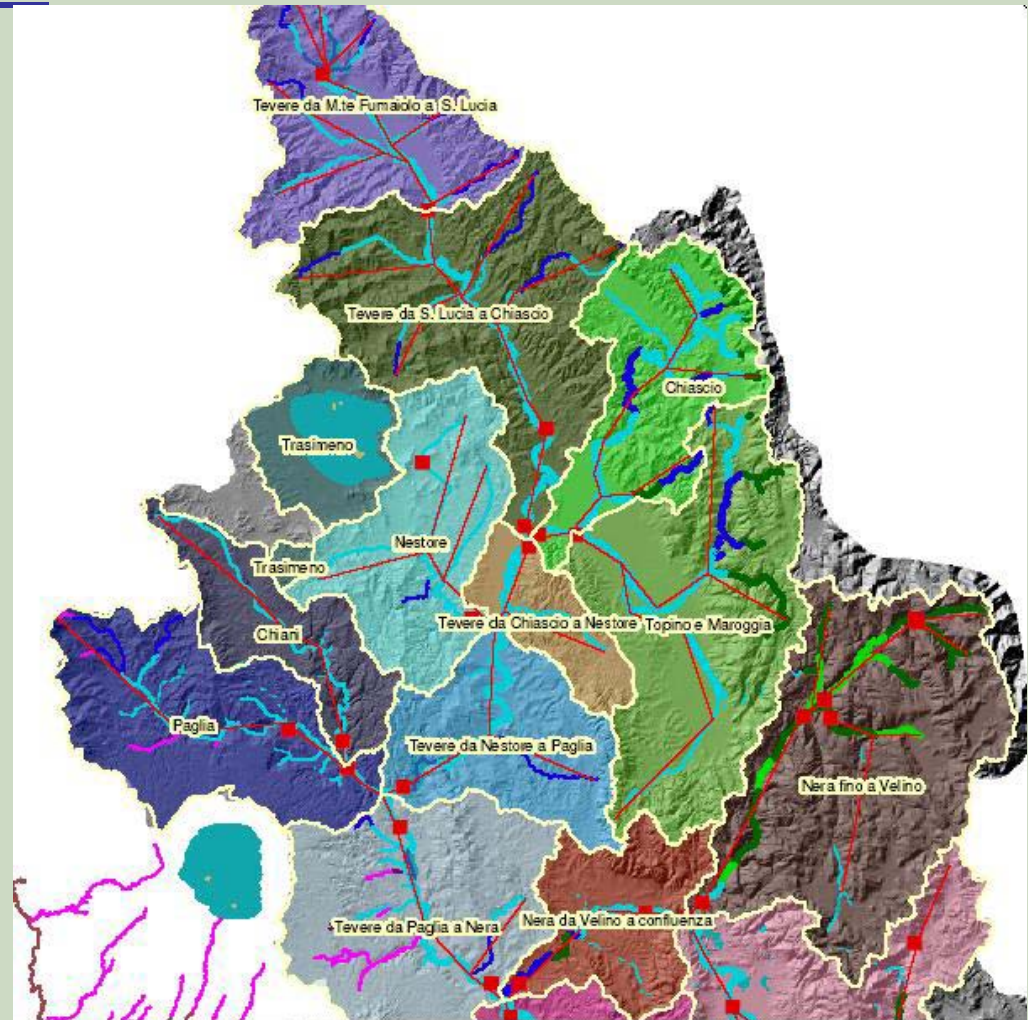 Tevere da M.te Fumaiolo a S. Lucia
Tevere da S. Lucia a Chiascio
Chiascio
Trasimeno
Nestore
Trasimeno
Tevere da Chiascio a Nestore
Topino e Maroggia
Chiani
Paglia
Tevere da Nestore a Paglia
Nera fino a Velino
Tevere da Paglia a Nera
Nera da Velino a confluenza